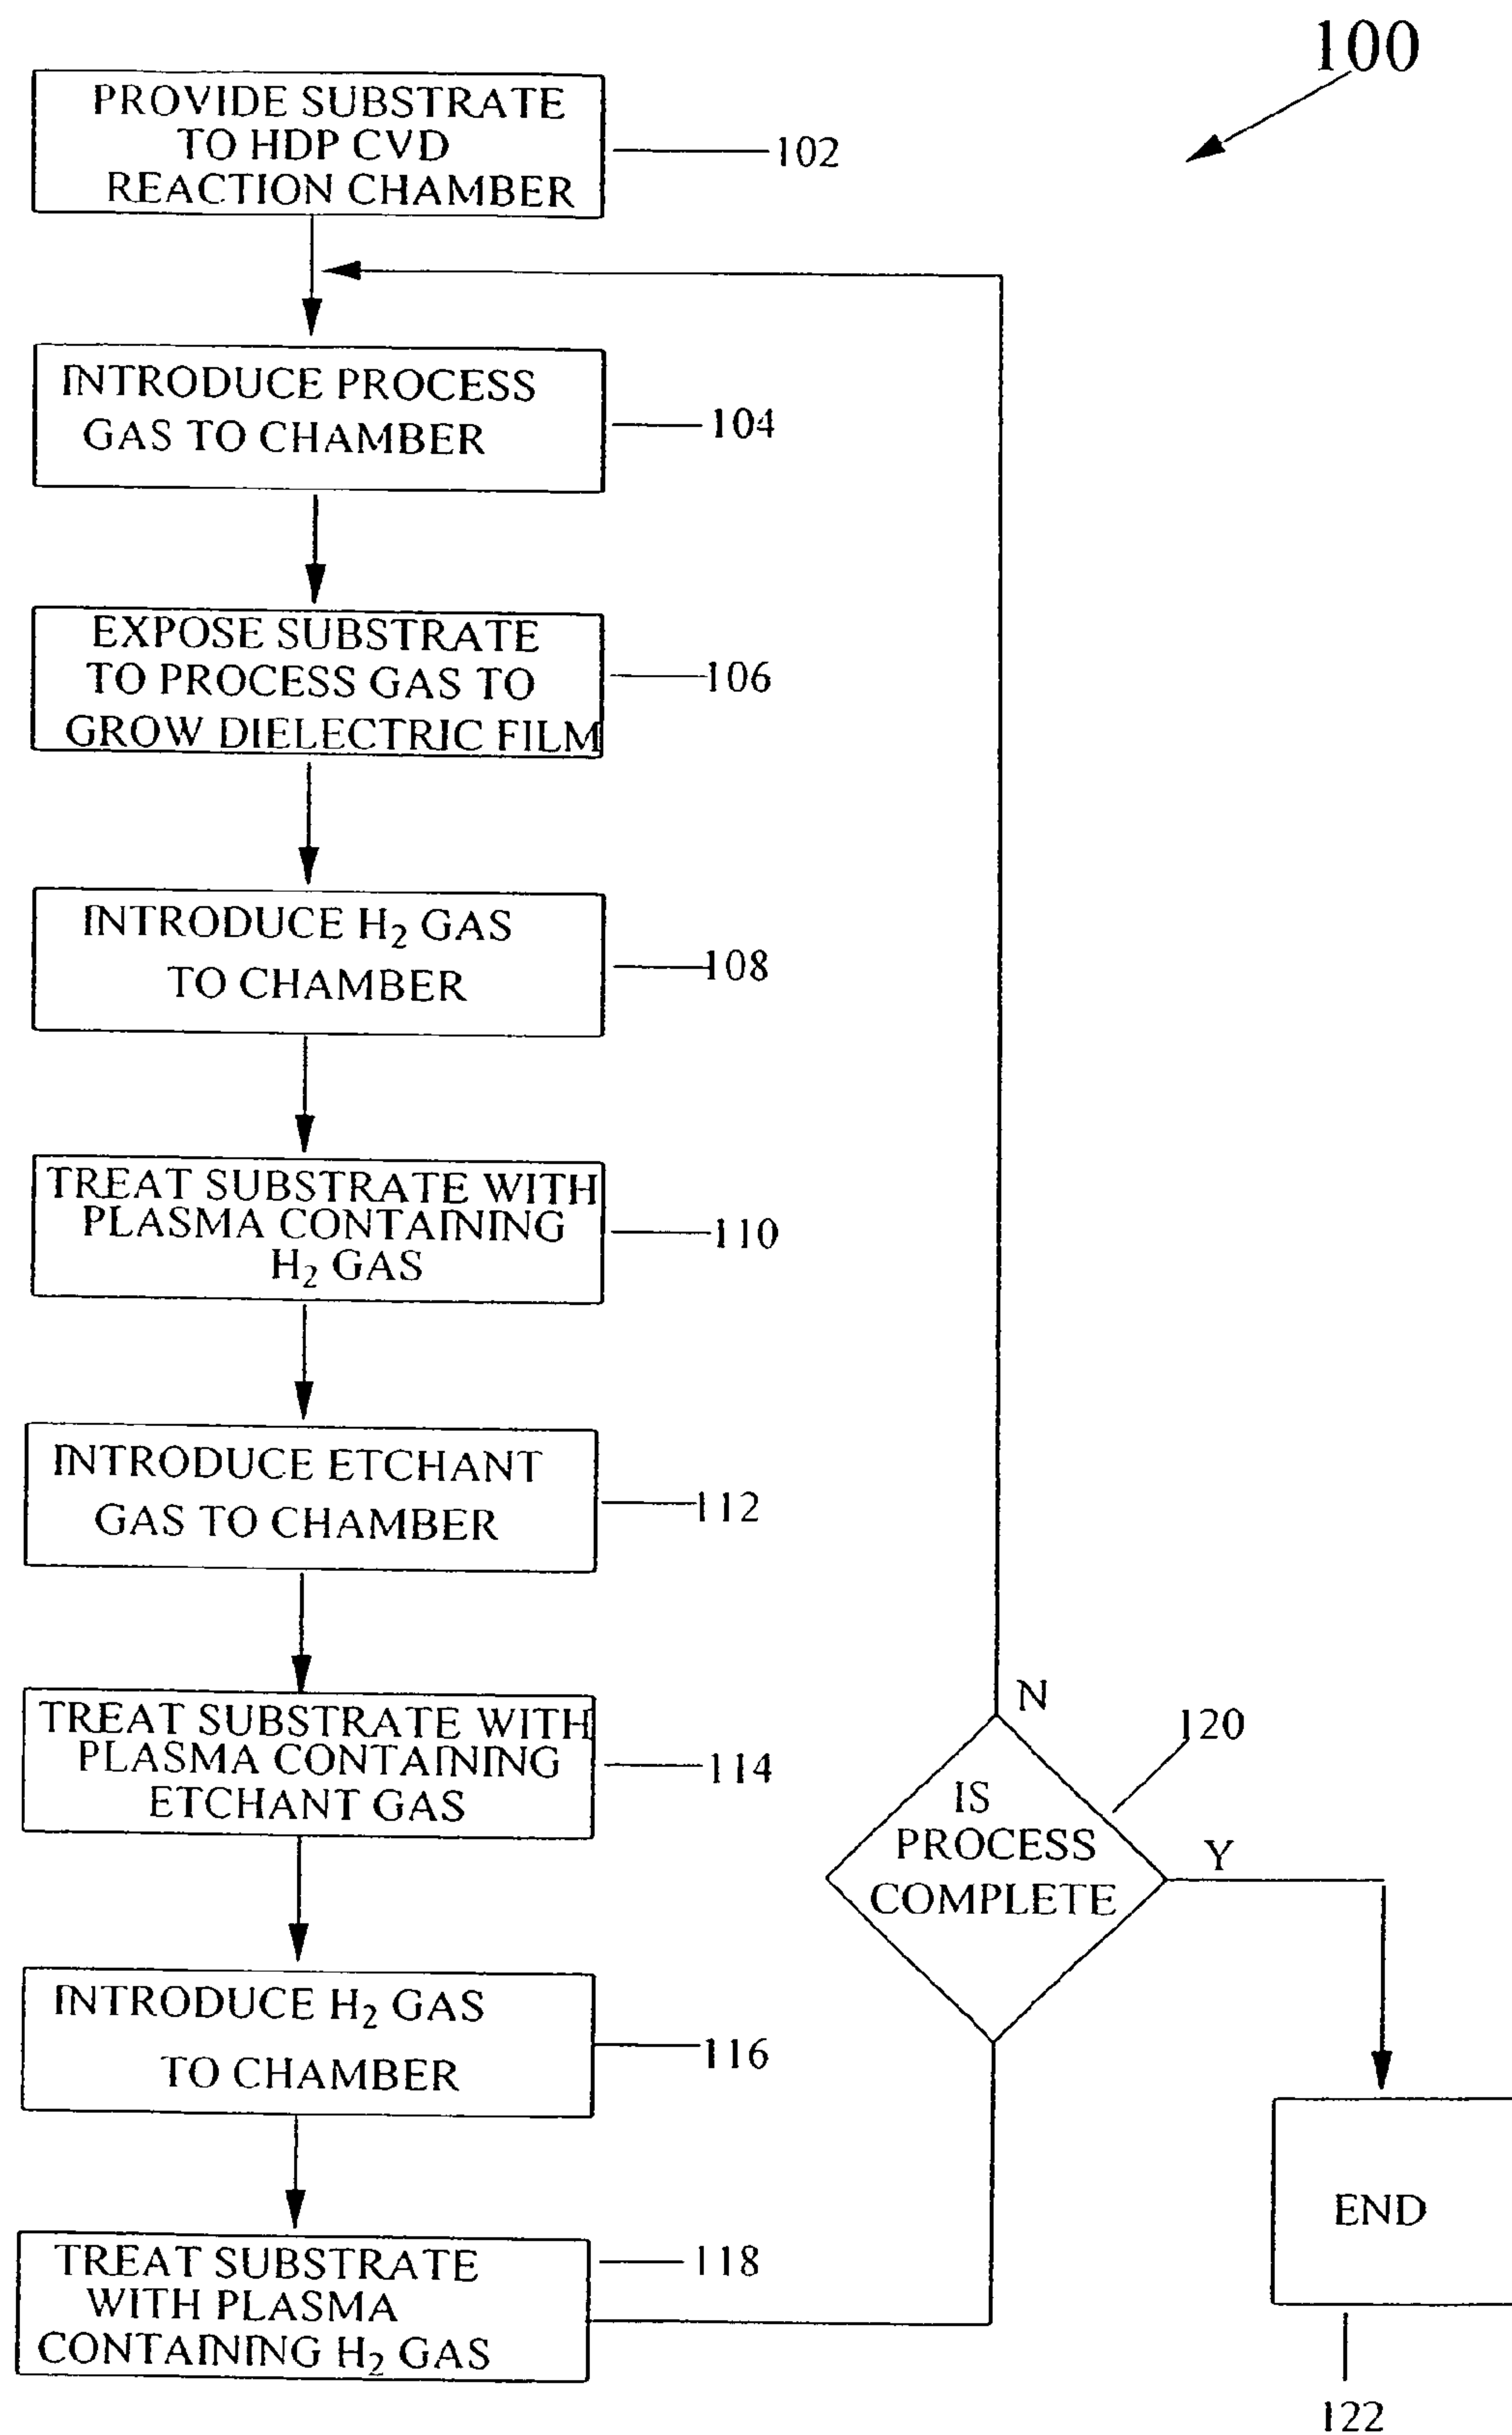 100
PROVIDE SUBSTRATE
TO HDP CVD
REACTION CHAMBER
102
INTRODUCE PROCESS
GAS TO CHAMBER
104
EXPOSE SUBSTRATE
TO PROCESS GAS TO
GROW DIELECTRIC FILM
106
INTRODUCE H₂ GAS
TO CHAMBER
108
TREAT SUBSTRATE WITH
PLASMA CONTAINING
H₂ GAS
110
INTRODUCE ETCHANT
GAS TO CHAMBER
112
TREAT SUBSTRATE WITH
PLASMA CONTAINING
ETCHANT GAS
114
INTRODUCE H₂ GAS
TO CHAMBER
116
TREAT SUBSTRATE
WITH PLASMA
CONTAINING H₂ GAS
118
N
120
IS
PROCESS
COMPLETE
Y
END
122